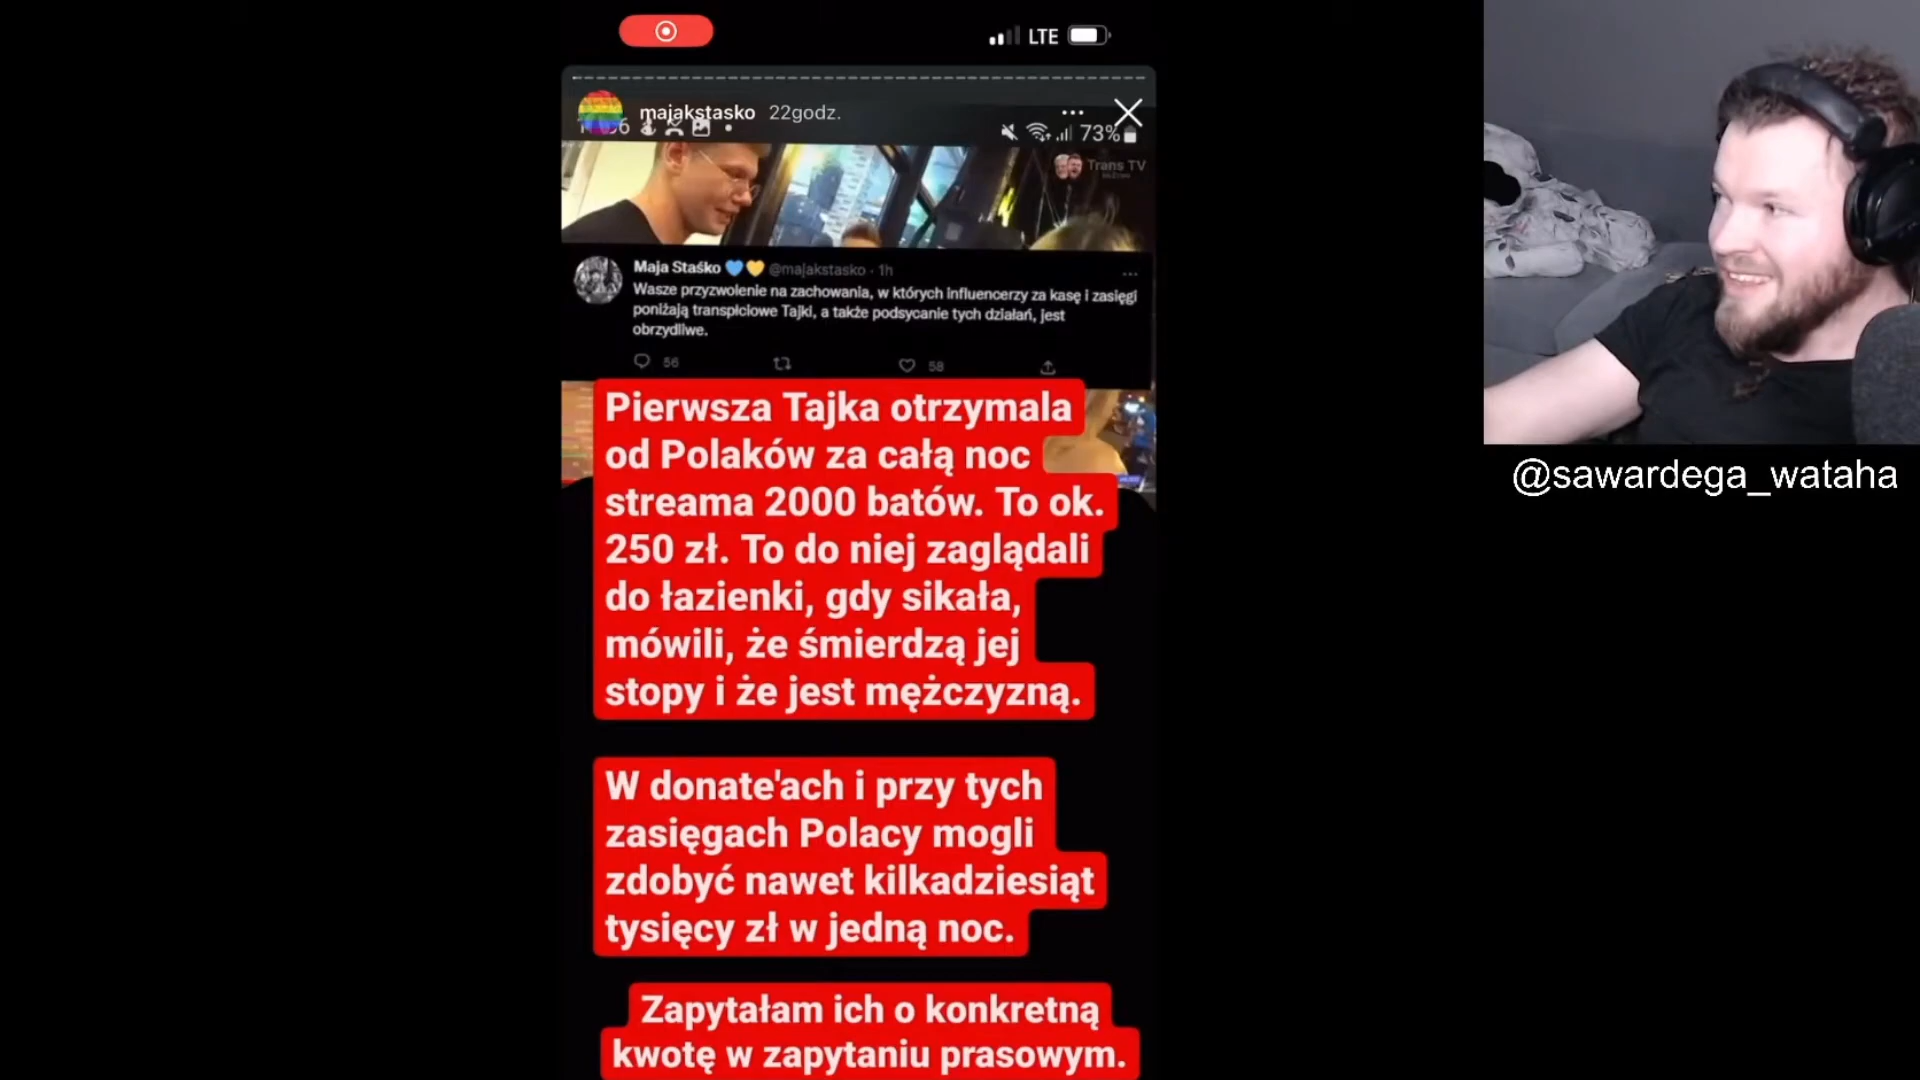 LTE
majakstasko 22godz.
73%
Trans TV
Maja Staśko 💙💛 @majakstasko · 1h
Wasze przyzwolenie na zachowania, w których influencerzy za kasę i zasięgi
poniżają transpłciowe Tajki, a także podsycanie tych działań, jest
obrzydliwe.
56
58
Pierwsza Tajka otrzymala
od Polaków za całą noc
streama 2000 batów. To ok.
250 zł. To do niej zaglądali
do łazienki, gdy sikała,
mówili, że śmierdzą jej
stopy i że jest mężczyzną.
W donate'ach i przy tych
zasięgach Polacy mogli
zdobyć nawet kilkadziesiąt
tysięcy zł w jedną noc.
Zapytałam ich o konkretną
kwotę w zapytaniu prasowym.
@sawardega_wataha